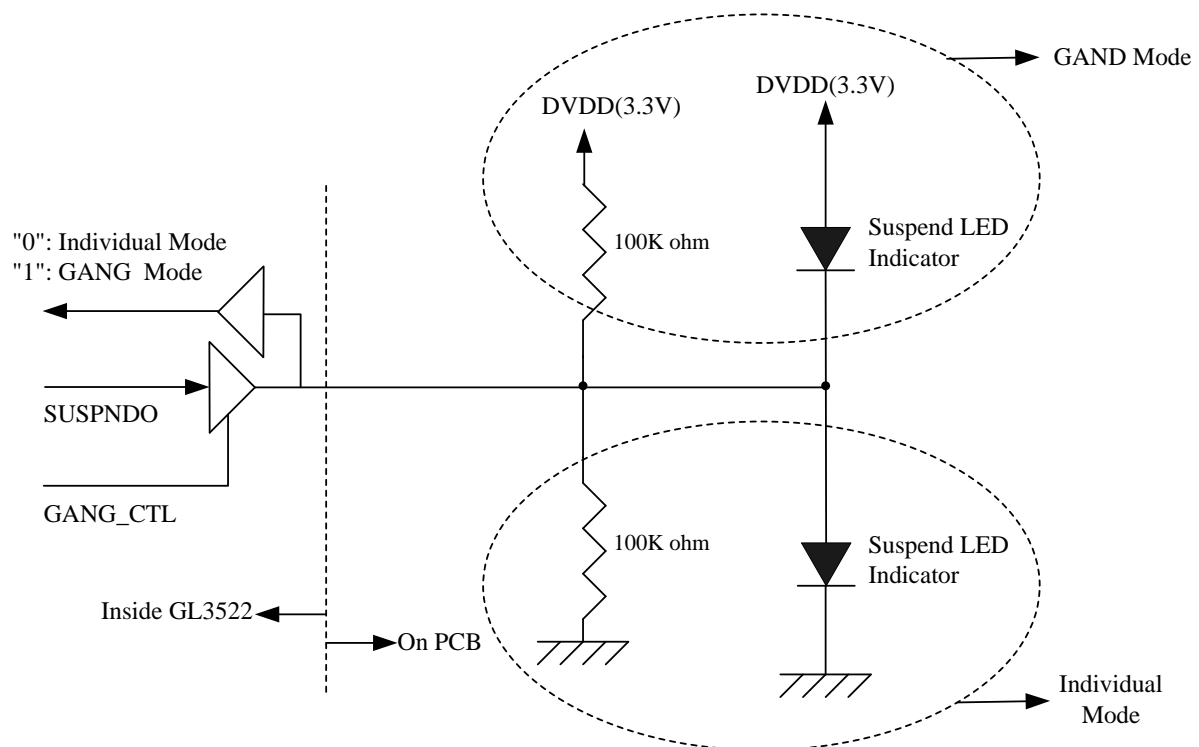 GAND Mode
DVDD(3.3V)
DVDD(3.3V)
"0": Individual Mode
"1": GANG Mode
100K ohm
Suspend LED
Indicator
SUSPNDO
GANG_CTL
100K ohm
Suspend LED
Indicator
Inside GL3522
On PCB
Individual
Mode